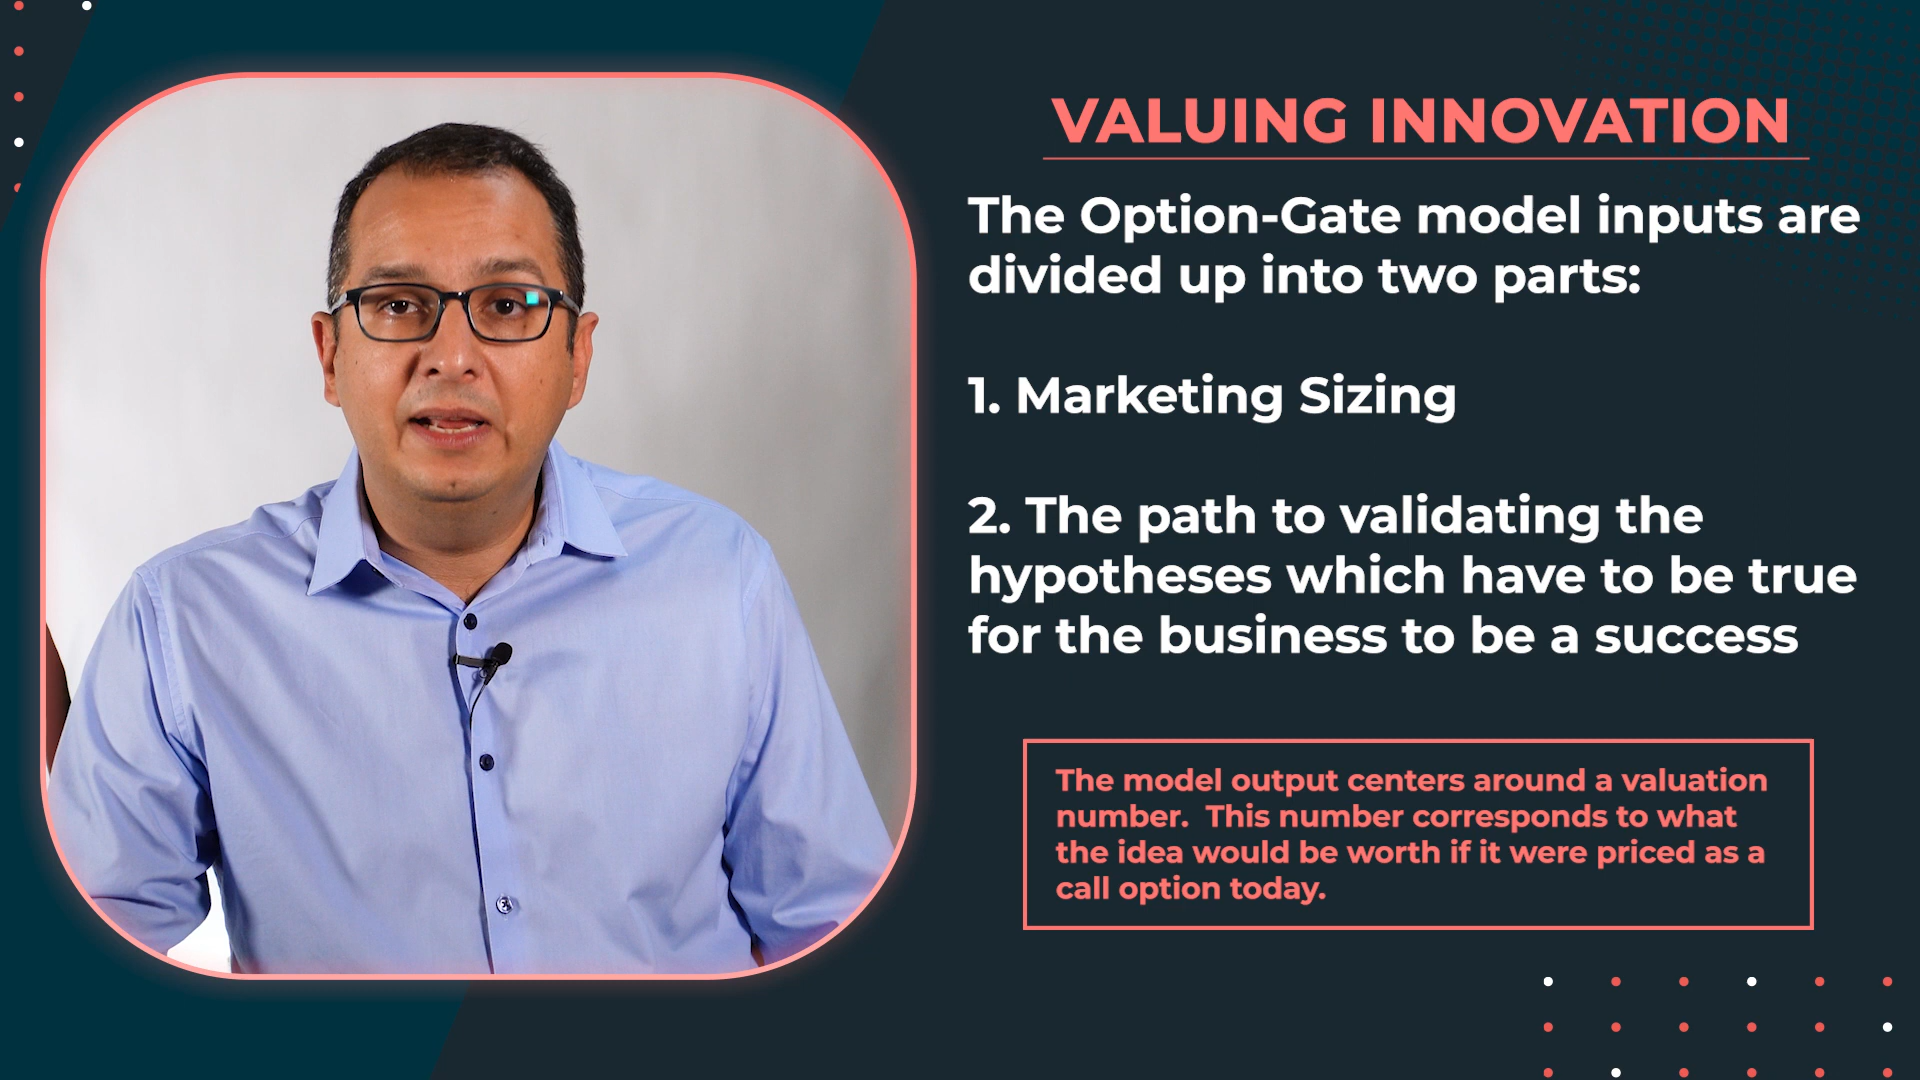 VALUING INNOVATION
The Option-Gate model inputs are
divided up into two parts:
1. Marketing Sizing
2. The path to validating the
hypotheses which have to be true
for the business to be a success
The model output centers around a valuation
number.  This number corresponds to what
the idea would be worth if it were priced as a
call option today.